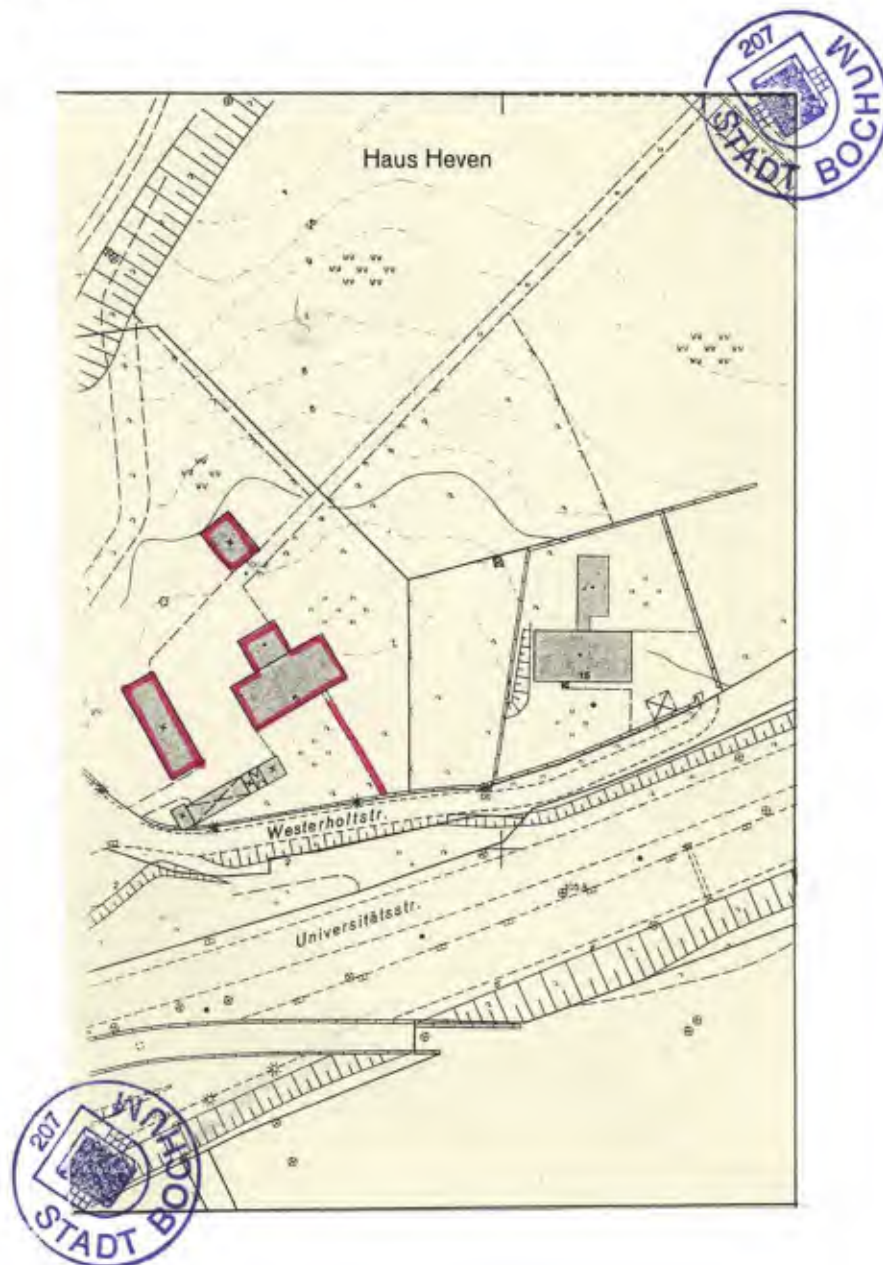 207
STADT BOCHUM
Haus Heven
15
Westerholtstr.
Universitätsstr.
207
STADT BOCHUM